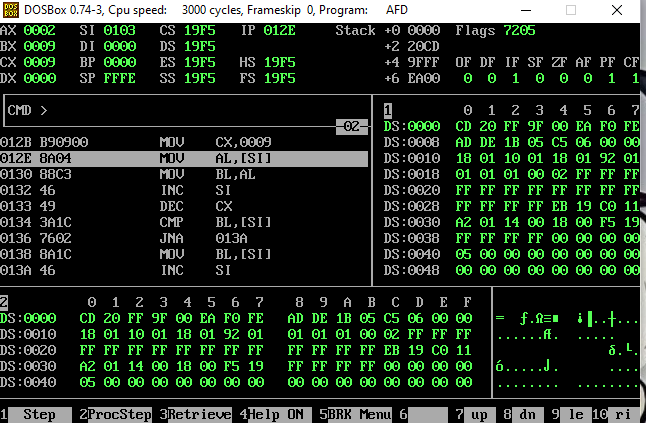 DOSBox 0.74-3, Cpu speed: 3000 cycles, Frameskip 0, Program: AFD
AX 0002 SI 0103 CS 19F5 IP 012E Stack +0 0000 Flags 7205
BX 0009 DI 0000 DS 19F5 +2 20CD
CX 0009 BP 0000 ES 19F5 HS 19F5 +4 9FFF OF DF IF SF ZF AF PF CF
DX 0000 SP FFFE SS 19F5 FS 19F5 +6 EA00 0 0 1 0 0 0 1 1
CMD >
02
012B B90900 MOV CX,0009
012E 8A04 MOV AL,[SI]
0130 88C3 MOV BL,AL
0132 46 INC SI
0133 49 DEC CX
0134 3A1C CMP BL,[SI]
0136 7602 JNA 013A
0138 8A1C MOV BL,[SI]
013A 46 INC SI
1 0 1 2 3 4 5 6 7
DS:0000 CD 20 FF 9F 00 EA F0 FE
DS:0008 AD DE 1B 05 C5 06 00 00
DS:0010 18 01 10 01 18 01 92 01
DS:0018 01 01 01 00 02 FF FF FF
DS:0020 FF FF FF FF FF FF FF FF
DS:0028 FF FF FF FF EB 19 C0 11
DS:0030 A2 01 14 00 18 00 F5 19
DS:0038 FF FF FF FF 00 00 00 00
DS:0040 05 00 00 00 00 00 00 00
DS:0048 00 00 00 00 00 00 00 00
2 0 1 2 3 4 5 6 7 8 9 A B C D E F
DS:0000 CD 20 FF 9F 00 EA F0 FE AD DE 1B 05 C5 06 00 00
DS:0010 18 01 10 01 18 01 92 01 01 01 01 00 02 FF FF FF
DS:0020 FF FF FF FF FF FF FF FF FF FF FF FF EB 19 C0 11
DS:0030 A2 01 14 00 18 00 F5 19 FF FF FF FF 00 00 00 00
DS:0040 05 00 00 00 00 00 00 00 00 00 00 00 00 00 00 00
1 Step 2 ProcStep 3 Retrieve 4 Help ON 5 BRK Menu 6 7 up 8 dn 9 le 10 ri